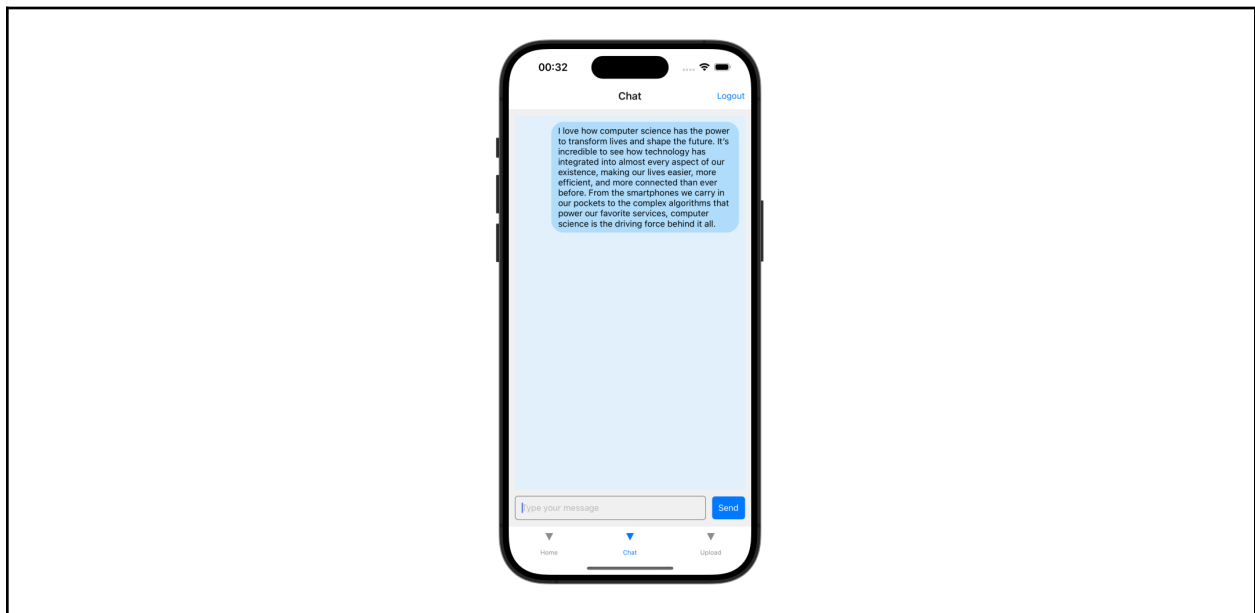 00:32
Chat
Logout
I love how computer science has the power
to transform lives and shape the future. It's
incredible to see how technology has
integrated into almost every aspect of our
existence, making our lives easier, more
efficient, and more connected than ever
before. From the smartphones we carry in
our pockets to the complex algorithms that
power our favorite services, computer
science is the driving force behind it all.
Type your message
Send
Home
Chat
Upload